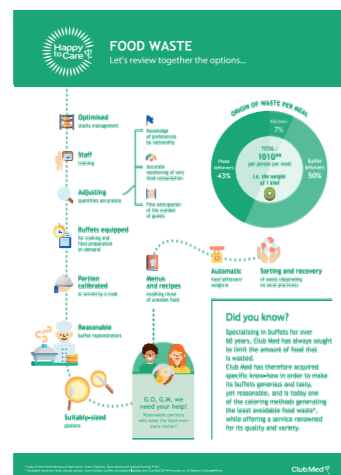 Happy
to Care
FOOD WASTE
Let's review together the options...
Optimised
stocks management
Staff
training
Adjusting
quantities accurately
Knowledge
of preferences
by nationality
Accurate
monitoring of very
food consumption
Fine anticipation
of the number
of guests
ORIGIN OF WASTE PER MEAL
Kitchen
7%
TOTAL :
101G**
per person per meal
i.e. the weight
of 1 kiwi
Plate
leftovers
43%
Buffet
leftovers
50%
Buffets equipped
for cooking and
final preparation
on demand
Portion
calibrated
or served by a cook
Menus
and recipes
enabling reuse
of uneaten food
Automatic
food leftovers'
weigh-in
Sorting and recovery
of waste (depending
on local practices)
Reasonable
buffet replenishment
Suitably-sized
platters
G.O, G.M, we
need your help!
Reasonable portions
will make the food even
more tasty!
Did you know?
Specialising in buffets for over
60 years, Club Med has always sought
to limit the amount of food that
is wasted.
Club Med has therefore acquired
specific know-how in order to make
its buffets generous and tasty,
yet reasonable, and is today one
of the catering methods generating
the least avoidable food waste*,
while offering a service renowned
for its quality and variety.
Club Med